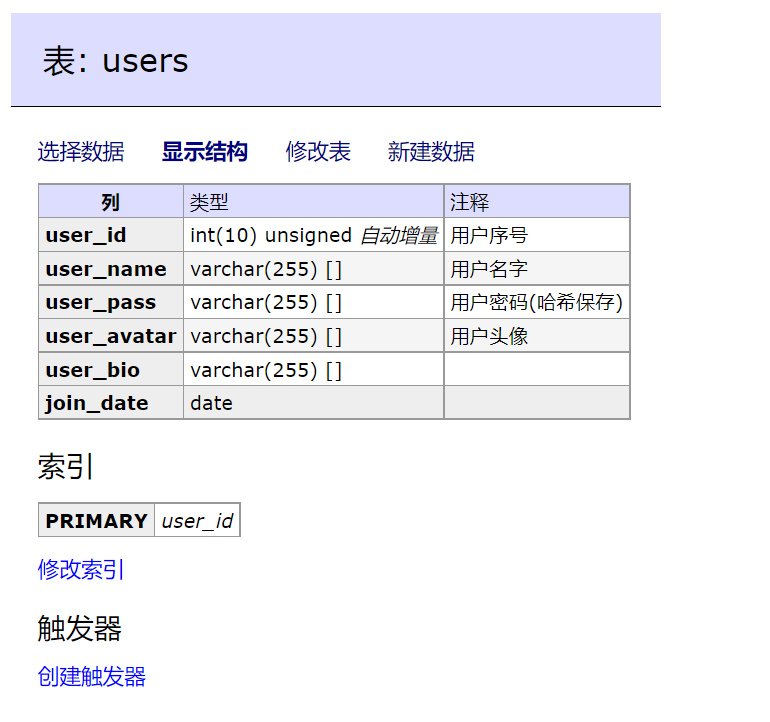 表: users
选择数据 显示结构 修改表 新建数据
列 类型 注释
user_id int(10) unsigned 自动增量 用户序号
user_name varchar(255) [] 用户名字
user_pass varchar(255) [] 用户密码(哈希保存)
user_avatar varchar(255) [] 用户头像
user_bio varchar(255) []
join_date date
索引
PRIMARY user_id
修改索引
触发器
创建触发器